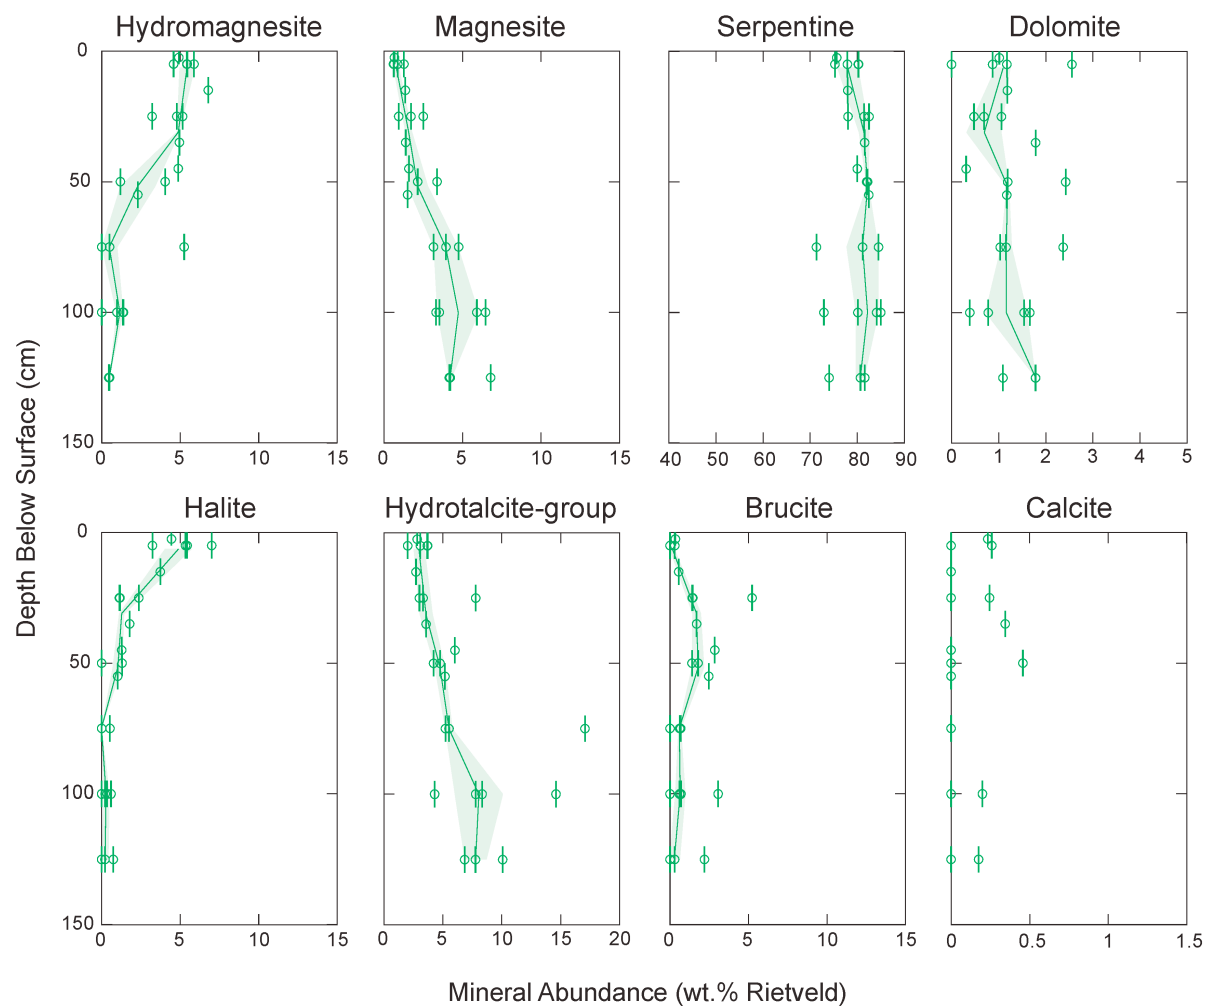 Hydromagnesite Magnesite Serpentine Dolomite
0
50
100
150
0 5 10 15 0 5 10 15 40 50 60 70 80 90 0 1 2 3 4 5
Halite Hydrotalcite-group Brucite Calcite
0
50
100
150
0 5 10 15 0 5 10 15 20 0 5 10 15 0 0.5 1 1.5
Depth Below Surface (cm)
Mineral Abundance (wt.% Rietveld)